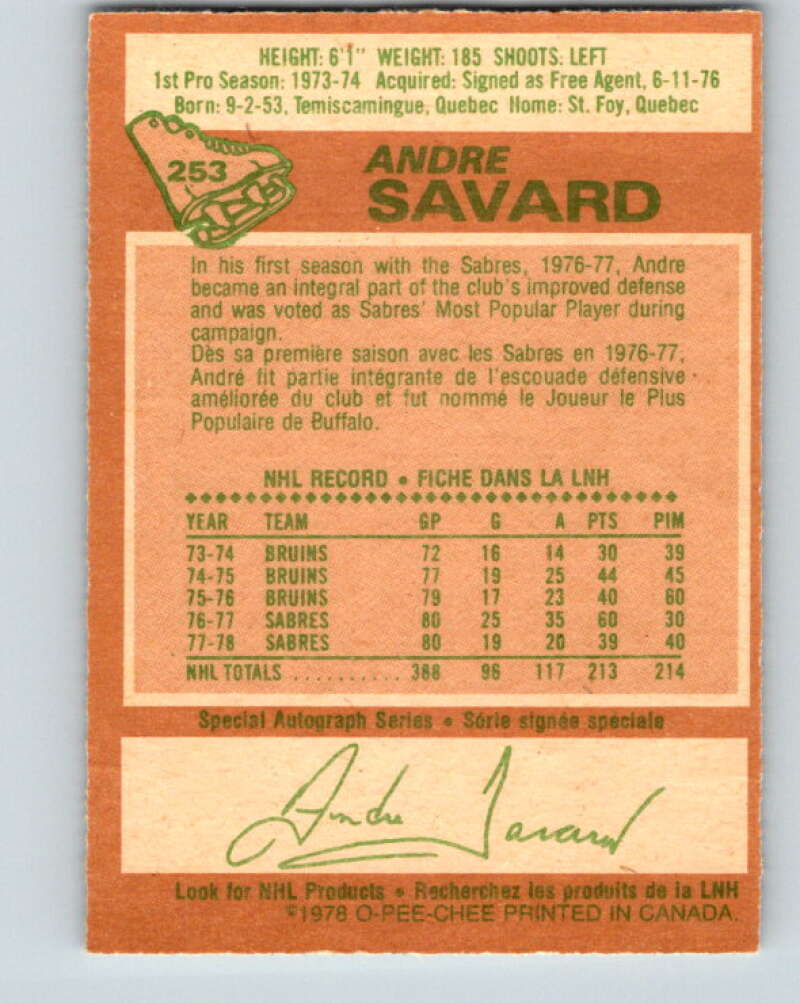 HEIGHT: 6'1" WEIGHT: 185 SHOOTS: LEFT
1st Pro Season: 1973-74 Acquired: Signed as Free Agent, 6-11-76
Born: 9-2-53, Temiscamingue, Quebec Home: St. Foy, Quebec
253
ANDRE
SAVARD
In his first season with the Sabres, 1976-77, Andre
became an integral part of the club's improved defense
and was voted as Sabres' Most Popular Player during
campaign.
Dès sa première saison avec les Sabres en 1976-77,
André fit partie intégrante de l'escouade défensive
améliorée du club et fut nommé le Joueur le Plus
Populaire de Buffalo.
NHL RECORD • FICHE DANS LA LNH
YEAR TEAM GP G A PTS PIM
73-74 BRUINS 72 16 14 30 39
74-75 BRUINS 77 19 25 44 45
75-76 BRUINS 79 17 23 40 60
76-77 SABRES 80 25 35 60 30
77-78 SABRES 80 19 20 39 40
NHL TOTALS .......... 388 96 117 213 214
Special Autograph Series • Série signée spéciale
Andre Savard
Look for NHL Products • Recherchez les produits de la LNH
©1978 O-PEE-CHEE PRINTED IN CANADA.